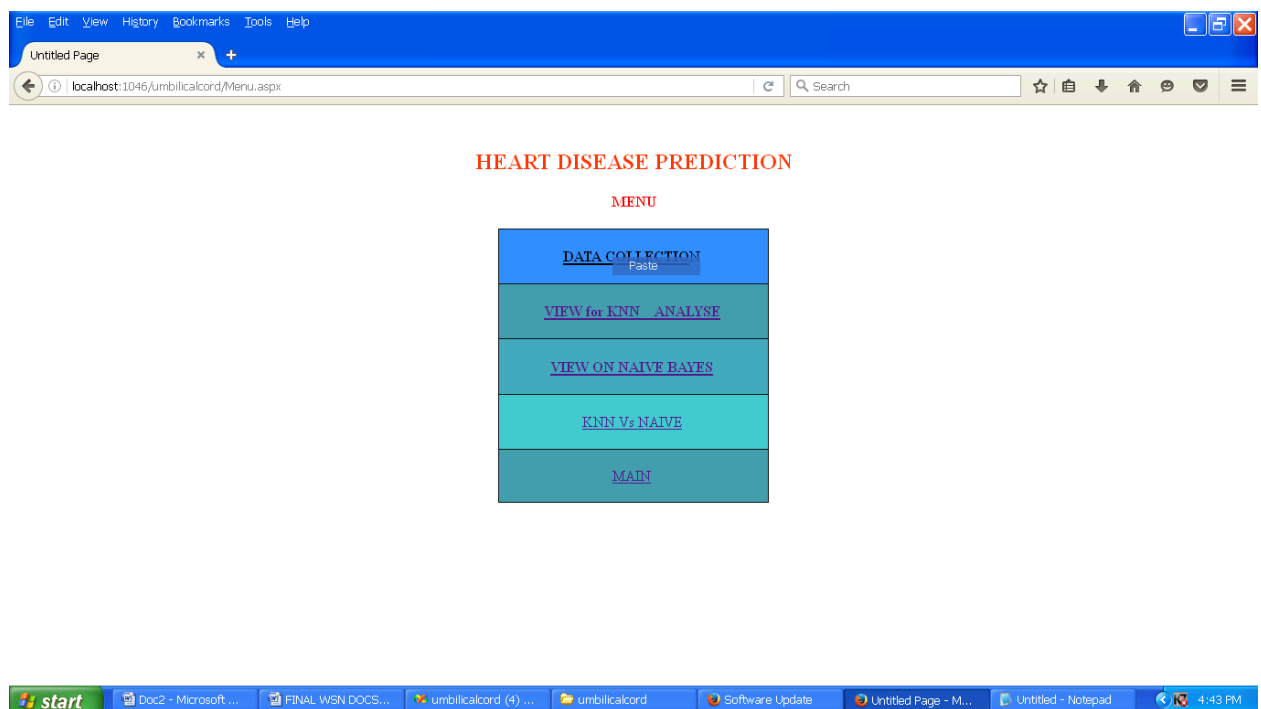 File Edit View History Bookmarks Tools Help
Untitled Page
localhost:1046/umbilicalcord/Menu.aspx Search
HEART DISEASE PREDICTION
MENU
DATA COLLECTION
Paste
VIEW for KNN ANALYSE
VIEW ON NAIVE BAYES
KNN Vs NAIVE
MAIN
start Doc2 - Microsoft ... FINAL WSN DOCS... umbilicalcord (4) ... umbilicalcord Software Update Untitled Page - M... Untitled - Notepad 4:43 PM